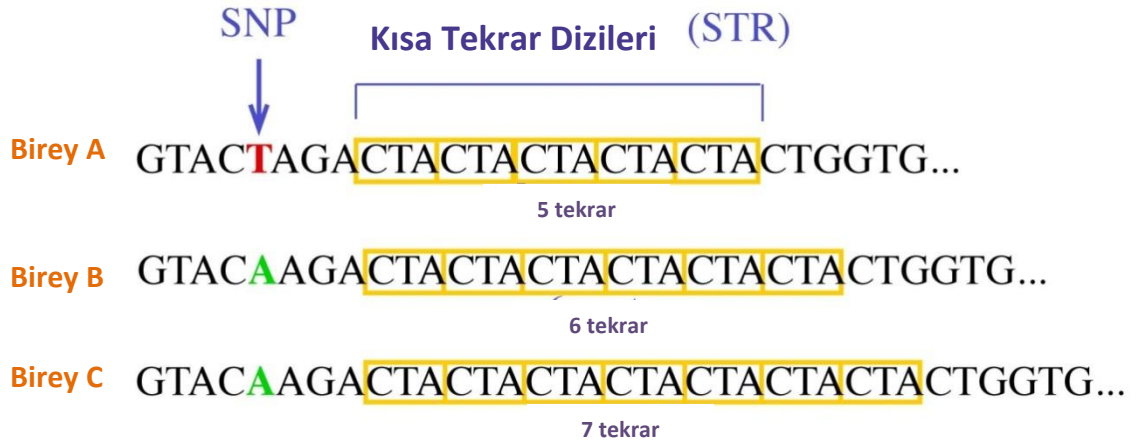 SNP Kısa Tekrar Dizileri (STR)
Birey A GTACTAGACTACTACTACTACTACTGGTG...
5 tekrar
Birey B GTACAAGACTACTACTACTACTACTACTGGTG...
6 tekrar
Birey C GTACAAGACTACTACTACTACTACTACTACTGGTG...
7 tekrar